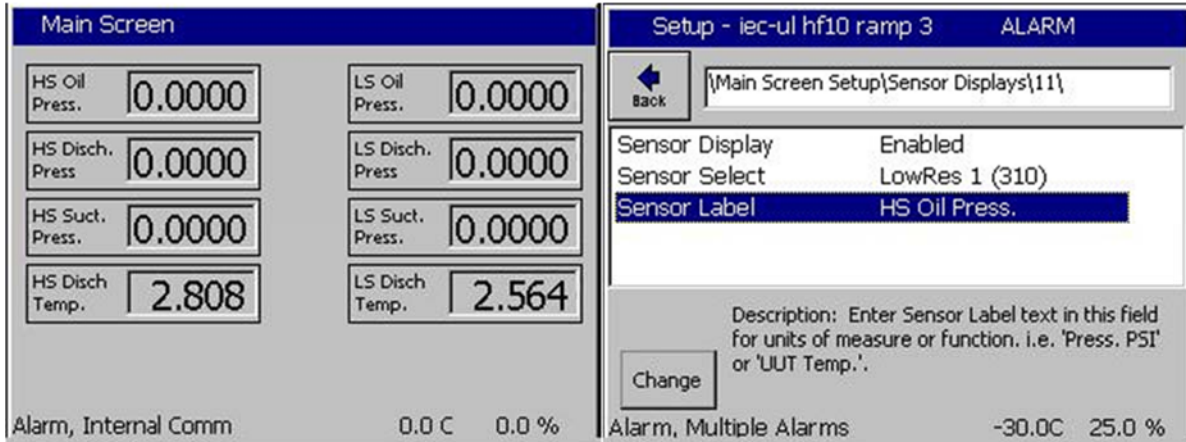 Main Screen
HS Oil
Press.
0.0000
LS Oil
Press.
0.0000
HS Disch.
Press
0.0000
LS Disch.
Press
0.0000
HS Suct.
Press.
0.0000
LS Suct.
Press.
0.0000
HS Disch
Temp.
2.808
LS Disch
Temp.
2.564
Alarm, Internal Comm 0.0 C 0.0 %
Setup - iec-ul hf10 ramp 3 ALARM
Back
\Main Screen Setup\Sensor Displays\11\
Sensor Display Enabled
Sensor Select LowRes 1 (310)
Sensor Label HS Oil Press.
Description: Enter Sensor Label text in this field
for units of measure or function. i.e. 'Press. PSI'
or 'UUT Temp.'.
Change
Alarm, Multiple Alarms -30.0C 25.0 %